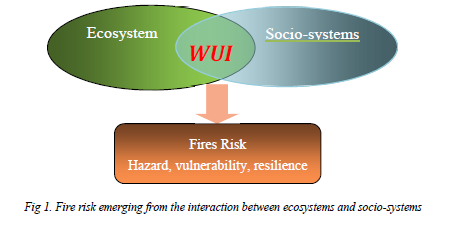 Ecosystem
Socio-systems
WUI
Fires Risk
Hazard, vulnerability, resilience
Fig 1. Fire risk emerging from the interaction between ecosystems and socio-systems